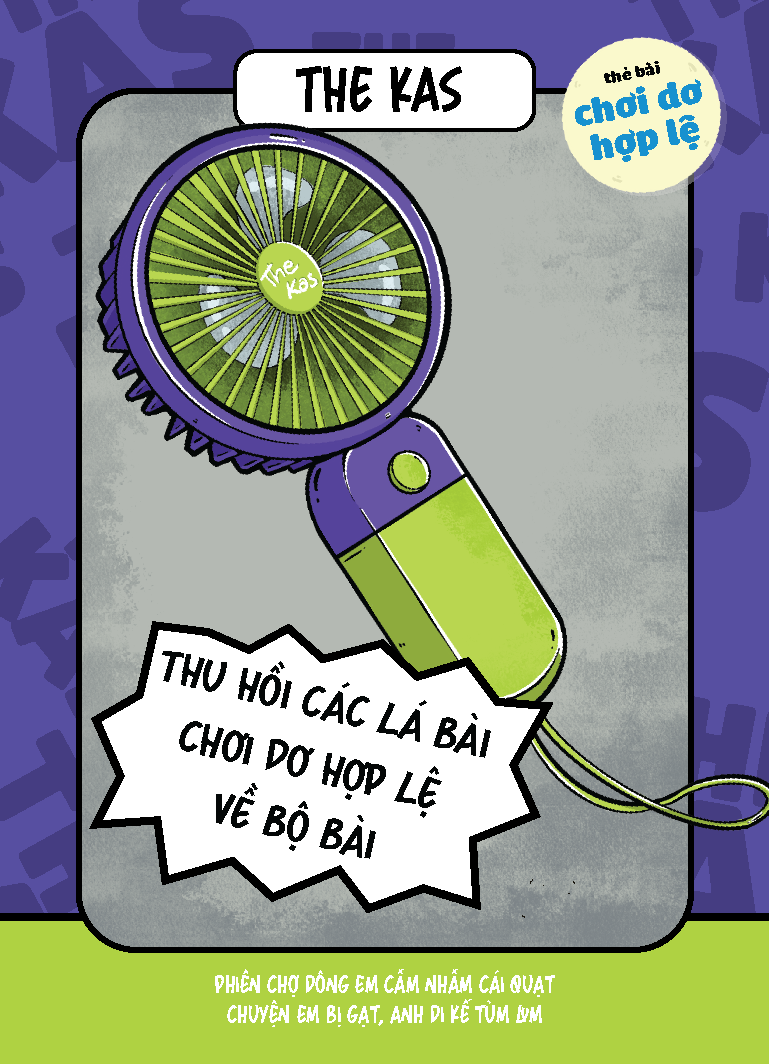 THE KAS
thẻ bài
chơi dơ
hợp lệ
The
Kas
THU HỒI CÁC LÁ BÀI
CHƠI DƠ HỢP LỆ
VỀ BỘ BÀI
PHIÊN CHỢ ĐÔNG EM CẦM NHẦM CÁI QUẠT
CHUYỆN EM BỊ GẠT, ANH ĐI KỂ TÙM LUM